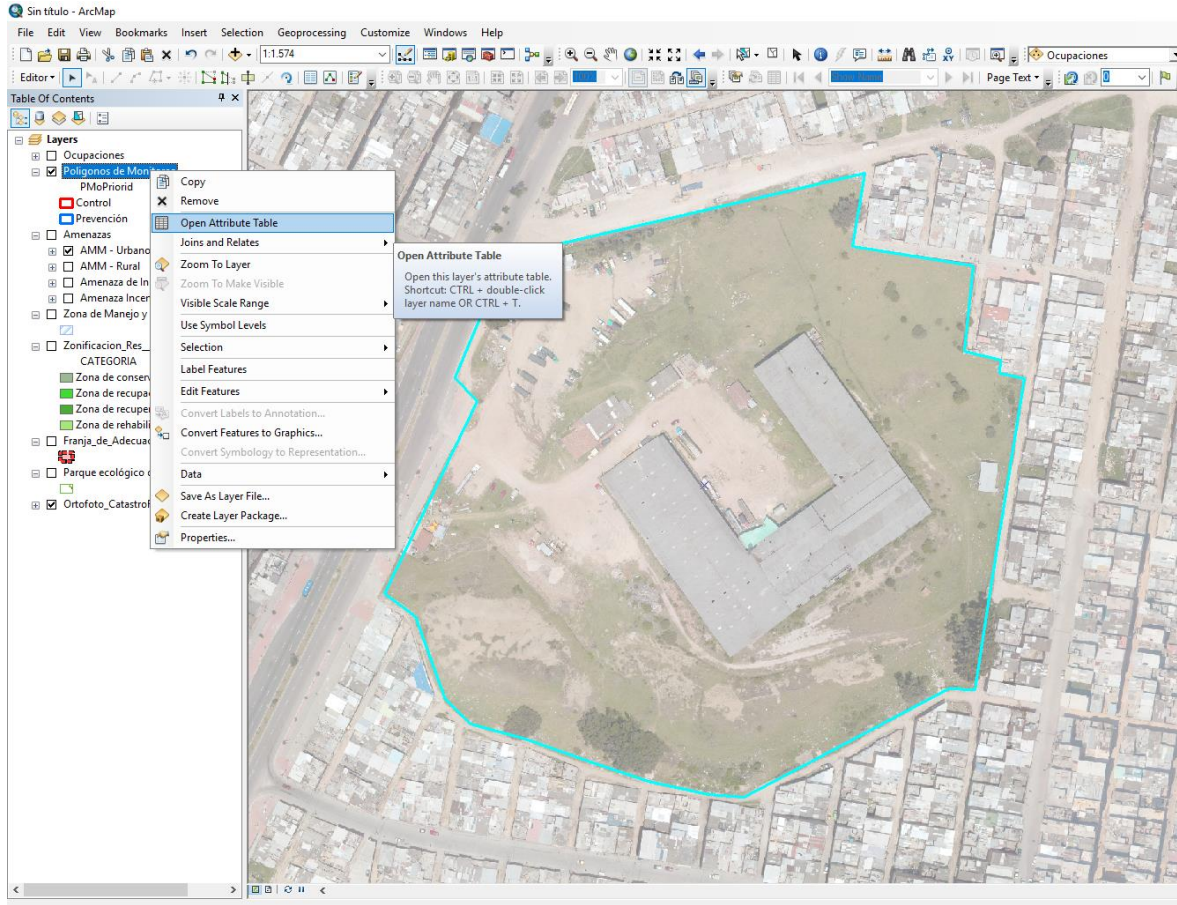 Sin título - ArcMap
File Edit View Bookmarks Insert Selection Geoprocessing Customize Windows Help
1:1.574
Ocupaciones
Editor
100%
Page Text
0
Table Of Contents
Layers
Ocupaciones
Poligonos de
PMoPriorid
Control
Prevención
Amenazas
AMM - Urbano
AMM - Rural
Amenaza de In
Amenaza Incer
Zona de Manejo y
Zonificacion_Res_
CATEGORIA
Zona de conserv
Zona de recupa
Zona de recuper
Zona de rehabili
Franja_de_Adecuac
Parque ecológico
Copy
Remove
Open Attribute Table
Joins and Relates
Zoom To Layer
Zoom To Make Visible
Visible Scale Range
Use Symbol Levels
Selection
Label Features
Edit Features
Convert Labels to Annotation...
Convert Features to Graphics...
Convert Symbology to Representation...
Data
Save As Layer File...
Create Layer Package...
Properties...
Open Attribute Table
Open this layer's attribute table.
Shortcut: CTRL + double-click
layer name OR CTRL + T.